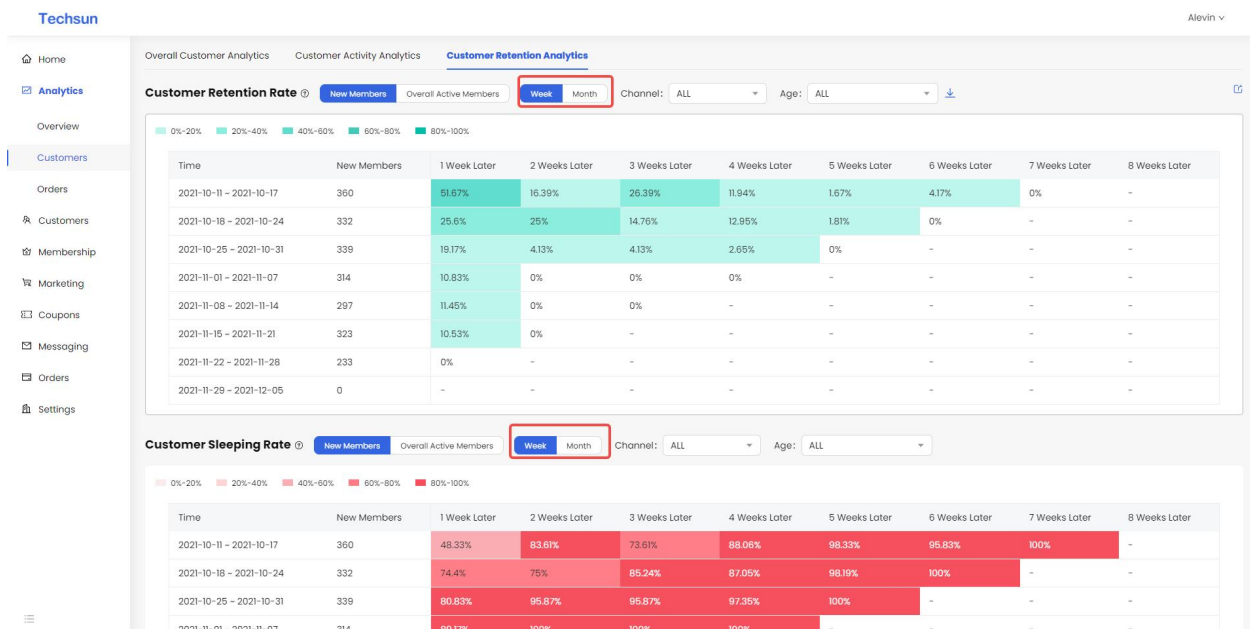 Techsun
Alevin
Home
Analytics
Overview
Customers
Orders
Customers
Membership
Marketing
Coupons
Messaging
Orders
Settings
Overall Customer Analytics Customer Activity Analytics Customer Retention Analytics
Customer Retention Rate New Members Overall Active Members Week Month Channel: ALL Age: ALL
0%-20% 20%-40% 40%-60% 60%-80% 80%-100%
Time New Members 1 Week Later 2 Weeks Later 3 Weeks Later 4 Weeks Later 5 Weeks Later 6 Weeks Later 7 Weeks Later 8 Weeks Later
2021-10-11 ~ 2021-10-17 360 51.67% 16.39% 26.39% 11.94% 1.67% 4.17% 0% -
2021-10-18 ~ 2021-10-24 332 25.6% 25% 14.76% 12.95% 1.81% 0% - -
2021-10-25 ~ 2021-10-31 339 19.17% 4.13% 4.13% 2.65% 0% - - -
2021-11-01 ~ 2021-11-07 314 10.83% 0% 0% 0% - - - -
2021-11-08 ~ 2021-11-14 297 11.45% 0% 0% - - - - -
2021-11-15 ~ 2021-11-21 323 10.53% 0% - - - - - -
2021-11-22 ~ 2021-11-28 233 0% - - - - - - -
2021-11-29 ~ 2021-12-05 0 - - - - - - - -
Customer Sleeping Rate New Members Overall Active Members Week Month Channel: ALL Age: ALL
0%-20% 20%-40% 40%-60% 60%-80% 80%-100%
Time New Members 1 Week Later 2 Weeks Later 3 Weeks Later 4 Weeks Later 5 Weeks Later 6 Weeks Later 7 Weeks Later 8 Weeks Later
2021-10-11 ~ 2021-10-17 360 48.33% 83.61% 73.61% 88.06% 98.33% 95.83% 100% -
2021-10-18 ~ 2021-10-24 332 74.4% 75% 85.24% 87.05% 98.19% 100% - -
2021-10-25 ~ 2021-10-31 339 80.83% 95.87% 95.87% 97.35% 100% - - -
2021-11-01 ~ 2021-11-07 314 89.17% 100% 100% 100% - - - -